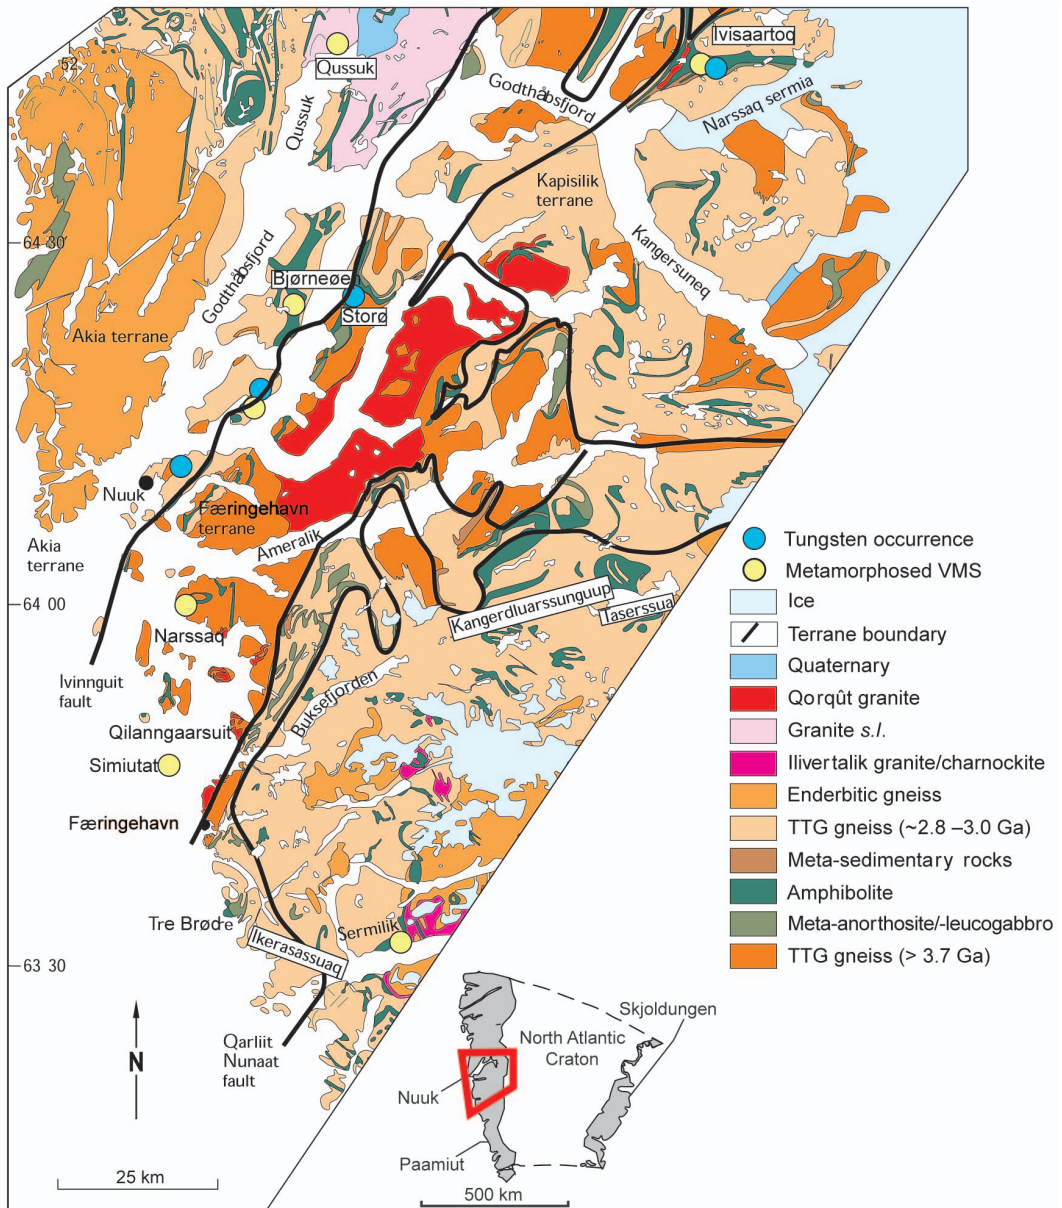 Ivisaartoq
52
Qussuk
Qussuk
Godthåbsfjord
Narssaq sermia
Kapisilik
terrane
64 30
Godthåbsfjord
Kangersuneq
Bjørneøen
Storø
Akia terrane
Nuuk
Færingehavn
terrane
Ameralik
Akia
terrane
Kangerdluarssunguup
Taserssua
64 00
Narssaq
Ivinnguit
fault
Buksefjorden
Qilanngaarsuit
Simiutat
Færingehavn
Tre Brødre
Ikerasassuaq
Sermilik
63 30
Qarliit
Nunaat
fault
N
25 km
Tungsten occurrence
Metamorphosed VMS
Ice
Terrane boundary
Quaternary
Qorqût granite
Granite s.l.
Ilivertalik granite/charnockite
Enderbitic gneiss
TTG gneiss (~2.8 –3.0 Ga)
Meta-sedimentary rocks
Amphibolite
Meta-anorthosite/-leucogabbro
TTG gneiss (> 3.7 Ga)
Skjoldungen
North Atlantic
Craton
Nuuk
Paamiut
500 km